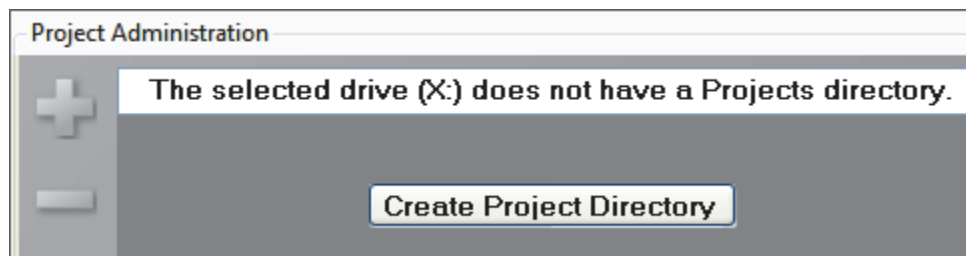 Project Administration
The selected drive (X:) does not have a Projects directory.
Create Project Directory